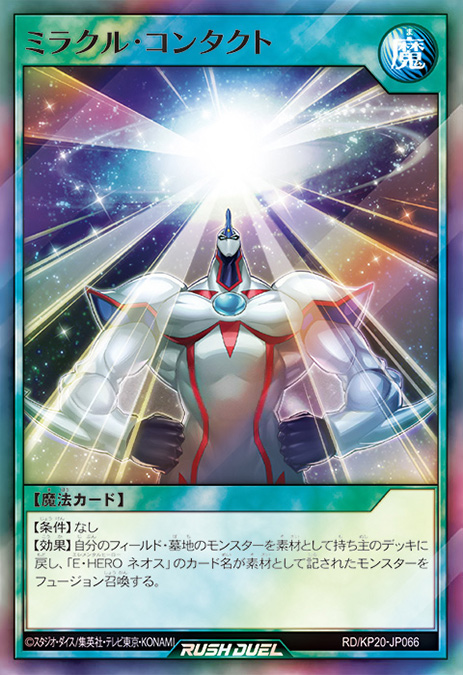 ミラクル・コンタクト
魔
ま
【魔法カード】
【条件】なし
【効果】自分のフィールド・墓地のモンスターを素材として持ち主のデッキに
戻し、「E・HERO ネオス」のカード名が素材として記されたモンスターを
フュージョン召喚する。
©スタジオ・ダイス/集英社・テレビ東京・KONAMI
RUSH DUEL
RD/KP20-JP066